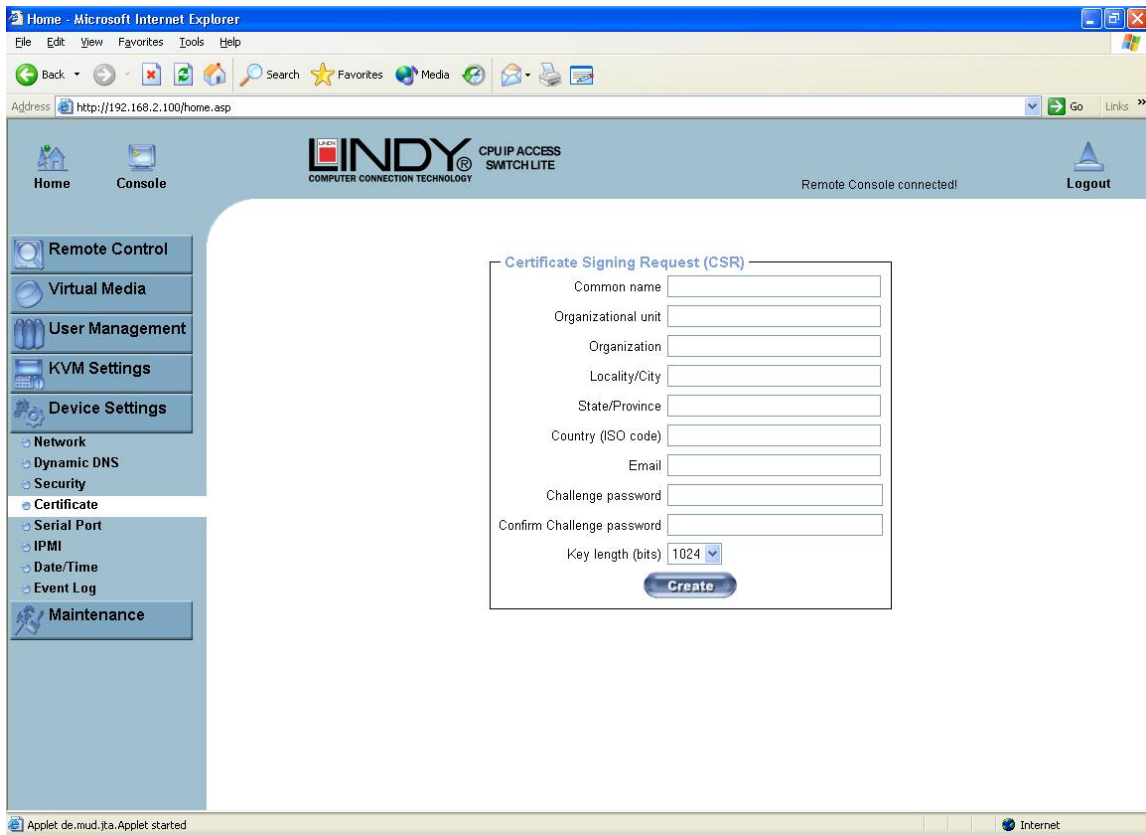 Home - Microsoft Internet Explorer
File Edit View Favorites Tools Help
Back Search Favorites Media
Address http://192.168.2.100/home.asp Go Links »
Home Console
LINDY
LINDY®
COMPUTER CONNECTION TECHNOLOGY
CPU IP ACCESS
SWITCH LITE
Remote Console connected!
Logout
Remote Control
Virtual Media
User Management
KVM Settings
Device Settings
Network
Dynamic DNS
Security
Certificate
Serial Port
IPMI
Date/Time
Event Log
Maintenance
Certificate Signing Request (CSR)
Common name
Organizational unit
Organization
Locality/City
State/Province
Country (ISO code)
Email
Challenge password
Confirm Challenge password
Key length (bits) 1024
Create
Applet de.mud.jta.Applet started Internet